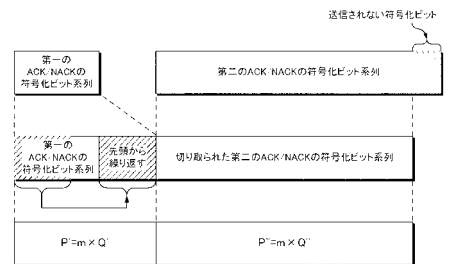 送信されない符号化ビット
第一の
ACK/NACKの
符号化ビット系列
第二のACK/NACKの符号化ビット系列
第一の
ACK/NACKの
符号化ビット系列
先頭から
繰り返す
切り取られた第二のACK/NACKの符号化ビット系列
P'=m×Q'
P''=m×Q''